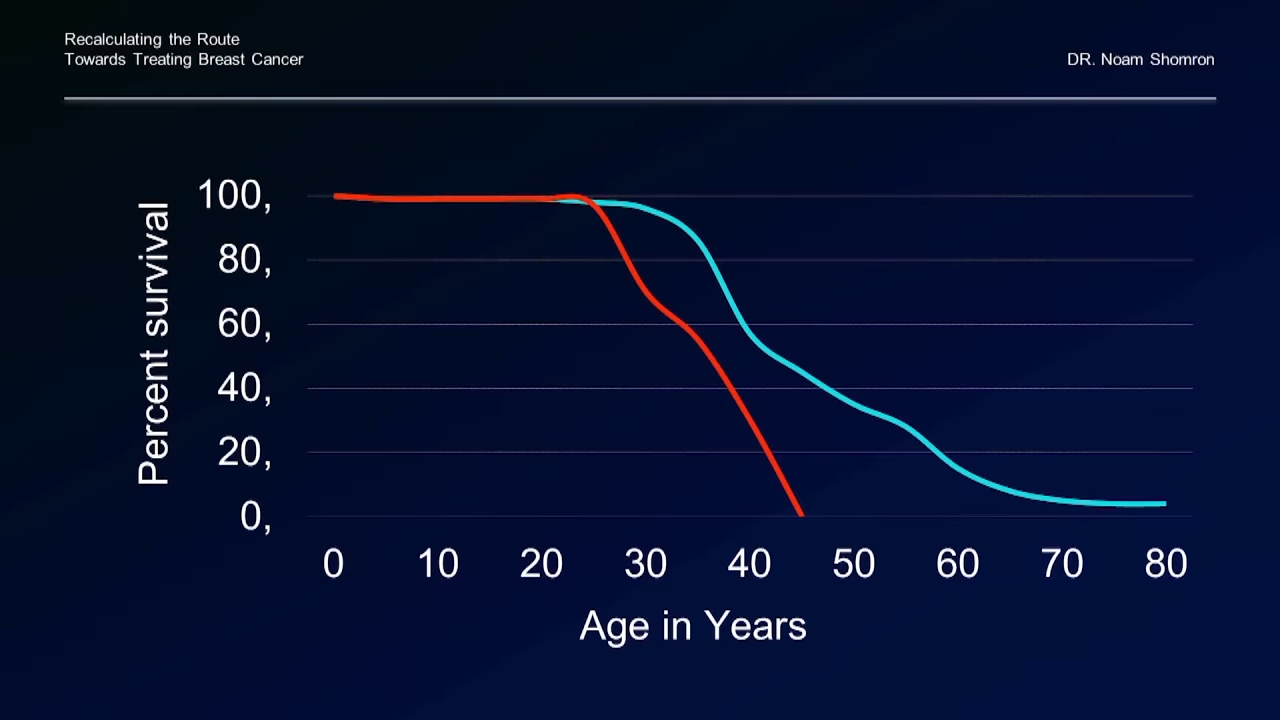 Recalculating the Route
Towards Treating Breast Cancer
DR. Noam Shomron
Percent survival
100,
80,
60,
40,
20,
0,
0 10 20 30 40 50 60 70 80
Age in Years